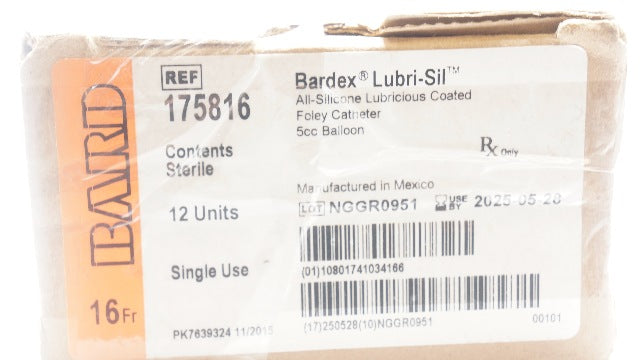 BARD
16 Fr
REF
175816
Contents
Sterile
12 Units
Single Use
PK7639324 11/2015
Bardex® Lubri-Sil™
All-Silicone Lubricious Coated
Foley Catheter
5cc Balloon
Rx Only
Manufactured in Mexico
LOT NGGR0951 USE BY 2025-05-28
(01)10801741034166
(17)250528(10)NGGR0951
00101